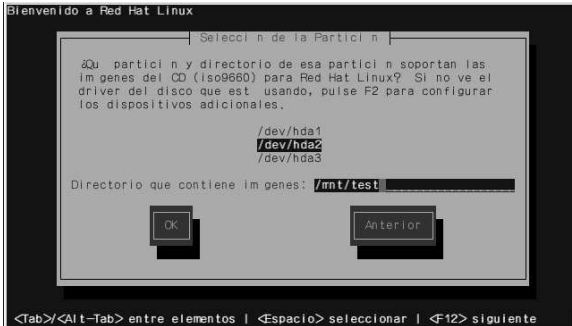 Bienvenido a Red Hat Linux
Selecci n de la Partici n
¿Qu  partici n y directorio de esa partici n soportan las
im genes del CD (iso9660) para Red Hat Linux? Si no ve el
driver del disco que est  usando, pulse F2 para configurar
los dispositivos adicionales.
/dev/hda1
/dev/hda2
/dev/hda3
Directorio que contiene im genes: /mnt/test
OK
Anterior
<Tab>/<Alt-Tab> entre elementos | <Espacio> seleccionar | <F12> siguiente